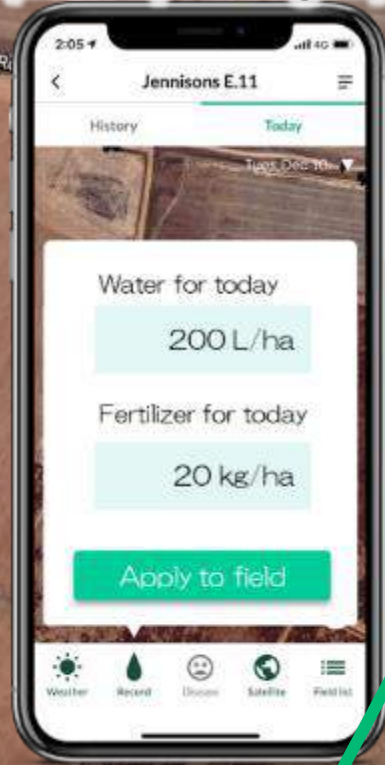 2:05
4G
Jennisons E.11
History
Today
Tues, Dec 10
Water for today
200 L/ha
Fertilizer for today
20 kg/ha
Apply to field
Weather
Record
Disease
Satellite
Field list